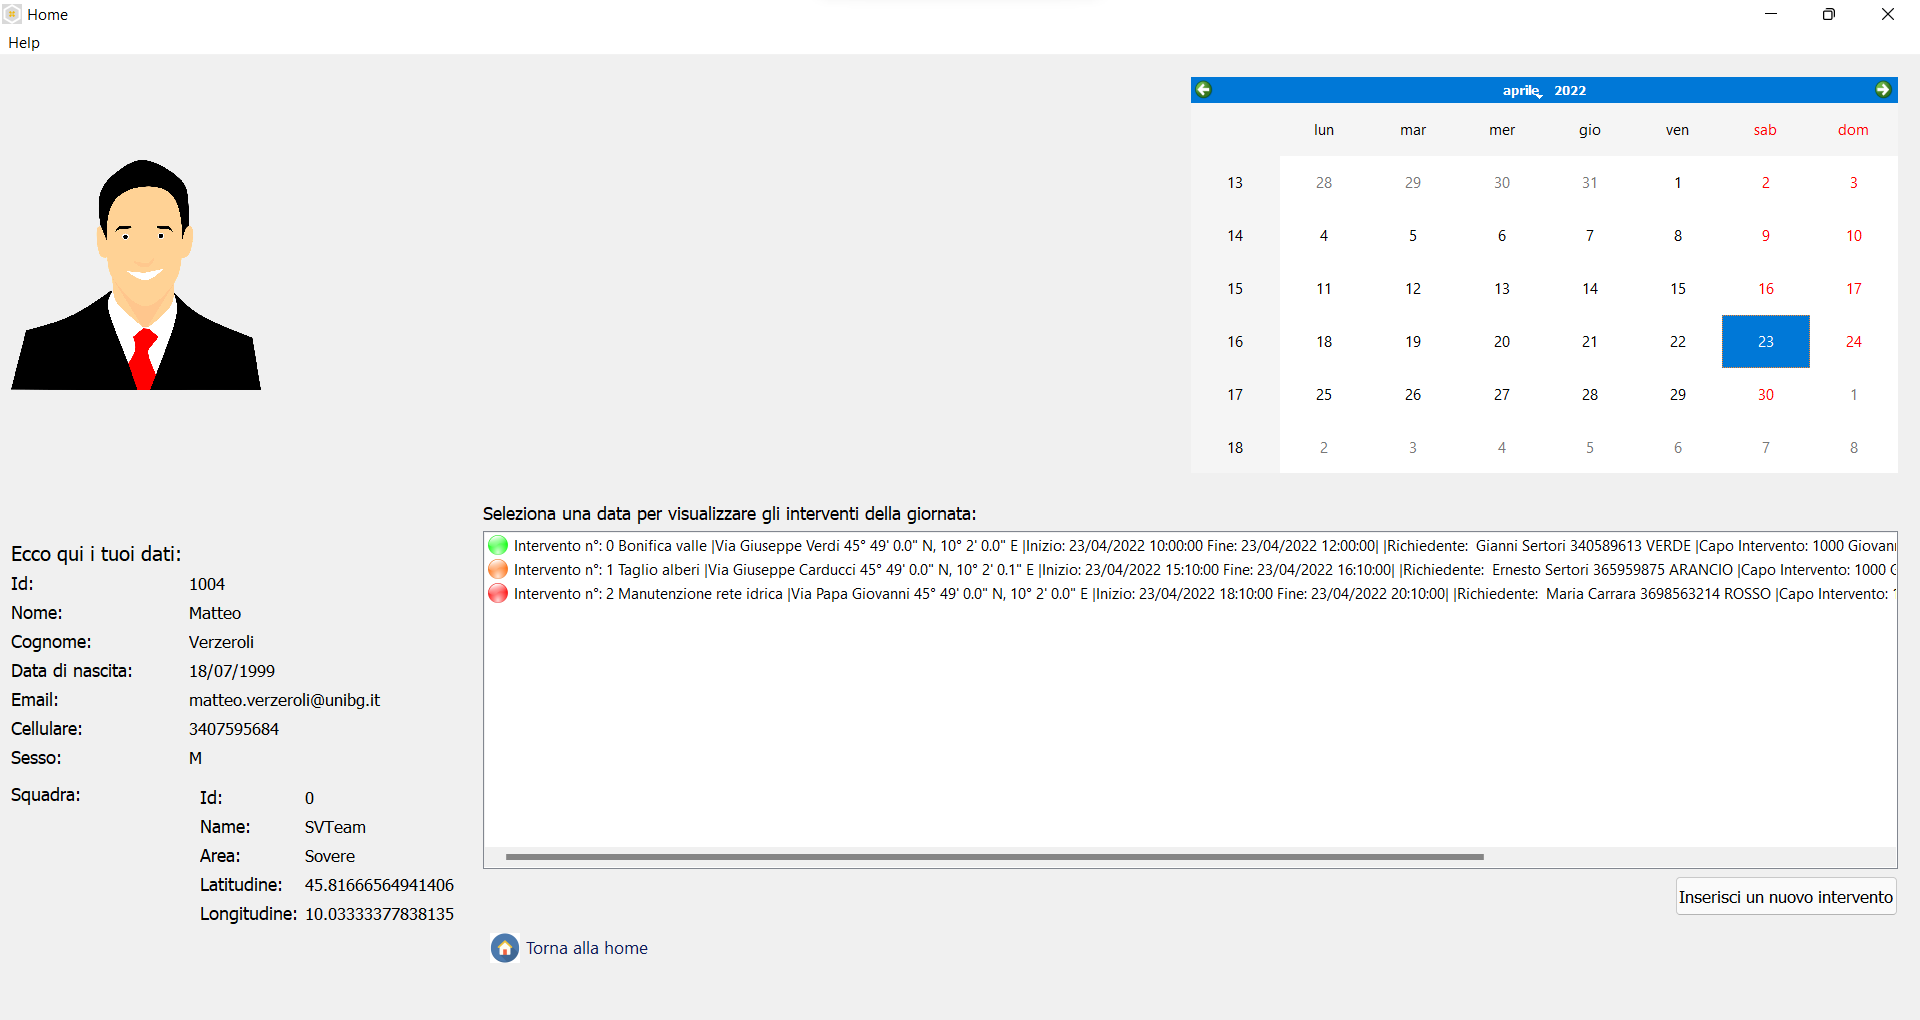 Home
Help
aprile 2022
lun mar mer gio ven sab dom
13 28 29 30 31 1 2 3
14 4 5 6 7 8 9 10
15 11 12 13 14 15 16 17
16 18 19 20 21 22 23 24
17 25 26 27 28 29 30 1
18 2 3 4 5 6 7 8
Seleziona una data per visualizzare gli interventi della giornata:
Intervento n°: 0 Bonifica valle |Via Giuseppe Verdi 45° 49' 0.0" N, 10° 2' 0.0" E |Inizio: 23/04/2022 10:00:00 Fine: 23/04/2022 12:00:00| |Richiedente: Gianni Sertori 340589613 VERDE |Capo Intervento: 1000 Giovan
Intervento n°: 1 Taglio alberi |Via Giuseppe Carducci 45° 49' 0.0" N, 10° 2' 0.1" E |Inizio: 23/04/2022 15:10:00 Fine: 23/04/2022 16:10:00| |Richiedente: Ernesto Sertori 365959875 ARANCIO |Capo Intervento: 1000
Intervento n°: 2 Manutenzione rete idrica |Via Papa Giovanni 45° 49' 0.0" N, 10° 2' 0.0" E |Inizio: 23/04/2022 18:10:00 Fine: 23/04/2022 20:10:00| |Richiedente: Maria Carrara 3698563214 ROSSO |Capo Intervento:
Ecco qui i tuoi dati:
Id: 1004
Nome: Matteo
Cognome: Verzeroli
Data di nascita: 18/07/1999
Email: matteo.verzeroli@unibg.it
Cellulare: 3407595684
Sesso: M
Squadra:
Id: 0
Name: SVTeam
Area: Sovere
Latitudine: 45.81666564941406
Longitudine: 10.03333377838135
Inserisci un nuovo intervento
Torna alla home